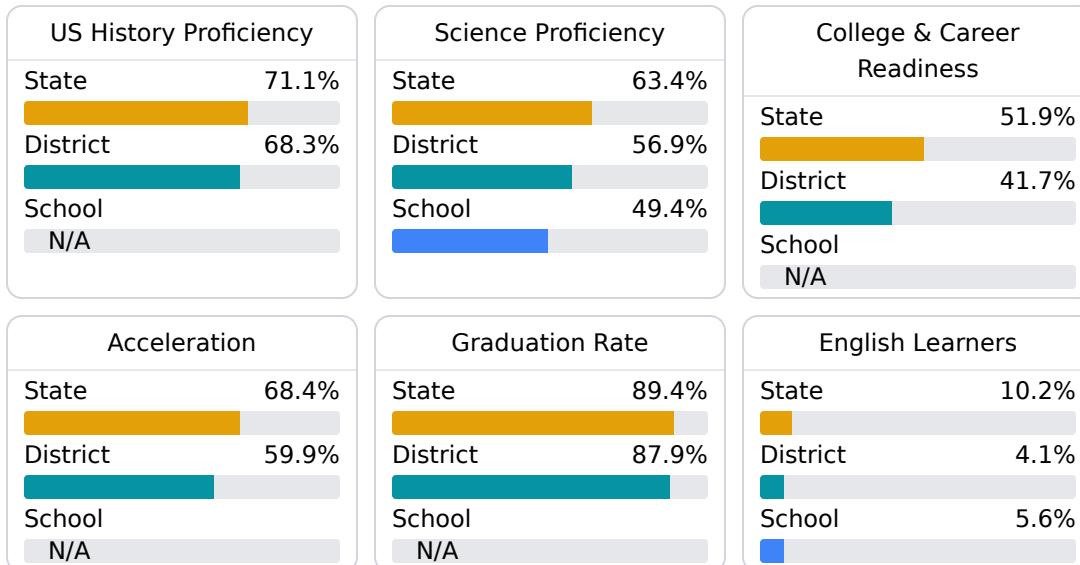 US History Proficiency
State 71.1%
District 68.3%
School
N/A
Science Proficiency
State 63.4%
District 56.9%
School 49.4%
College & Career
Readiness
State 51.9%
District 41.7%
School
N/A
Acceleration
State 68.4%
District 59.9%
School
N/A
Graduation Rate
State 89.4%
District 87.9%
School
N/A
English Learners
State 10.2%
District 4.1%
School 5.6%